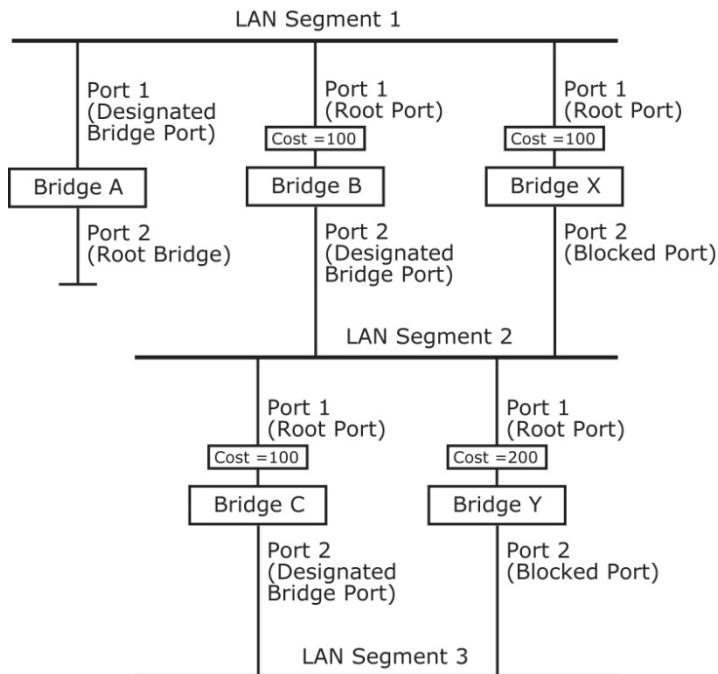 LAN Segment 1
Port 1
(Designated
Bridge Port)
Port 1
(Root Port)
Port 1
(Root Port)
Cost =100
Cost =100
Bridge A
Bridge B
Bridge X
Port 2
(Root Bridge)
Port 2
(Designated
Bridge Port)
Port 2
(Blocked Port)
LAN Segment 2
Port 1
(Root Port)
Port 1
(Root Port)
Cost =100
Cost =200
Bridge C
Bridge Y
Port 2
(Designated
Bridge Port)
Port 2
(Blocked Port)
LAN Segment 3